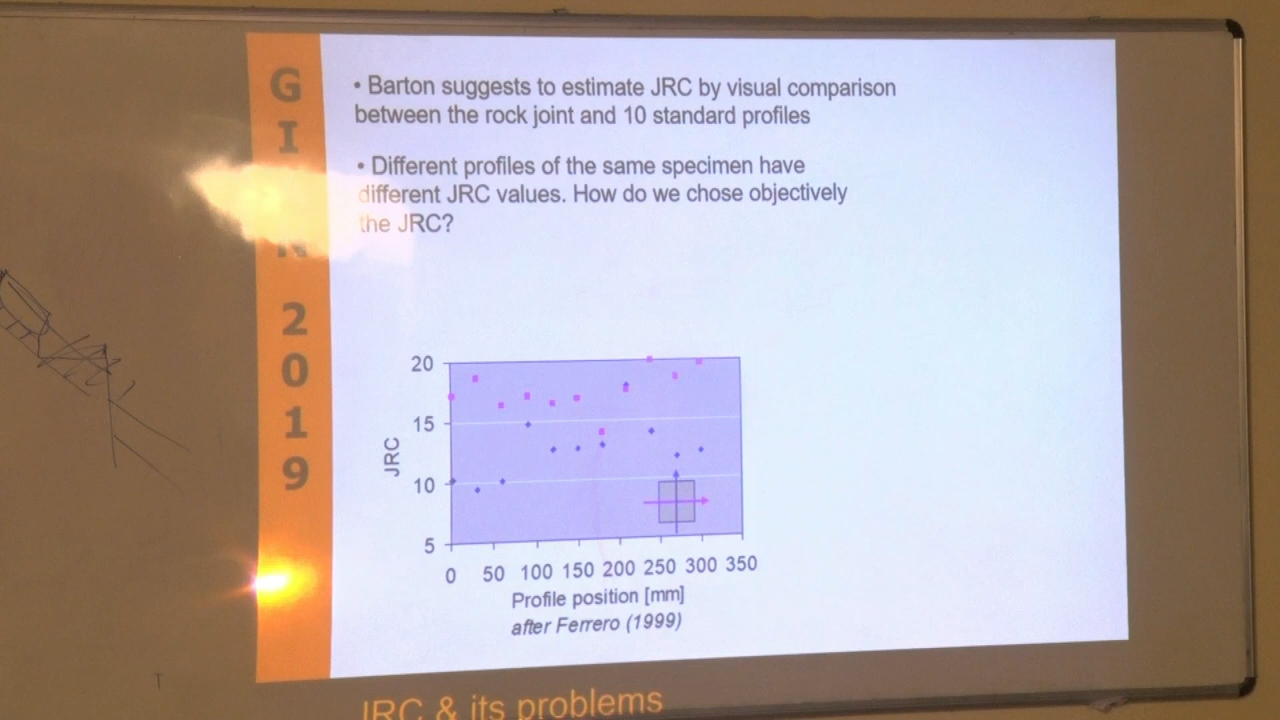 G
I
N
2
0
1
9
• Barton suggests to estimate JRC by visual comparison
between the rock joint and 10 standard profiles
• Different profiles of the same specimen have
different JRC values. How do we chose objectively
the JRC?
20
15
10
5
JRC
0 50 100 150 200 250 300 350
Profile position [mm]
after Ferrero (1999)
JRC & its problems